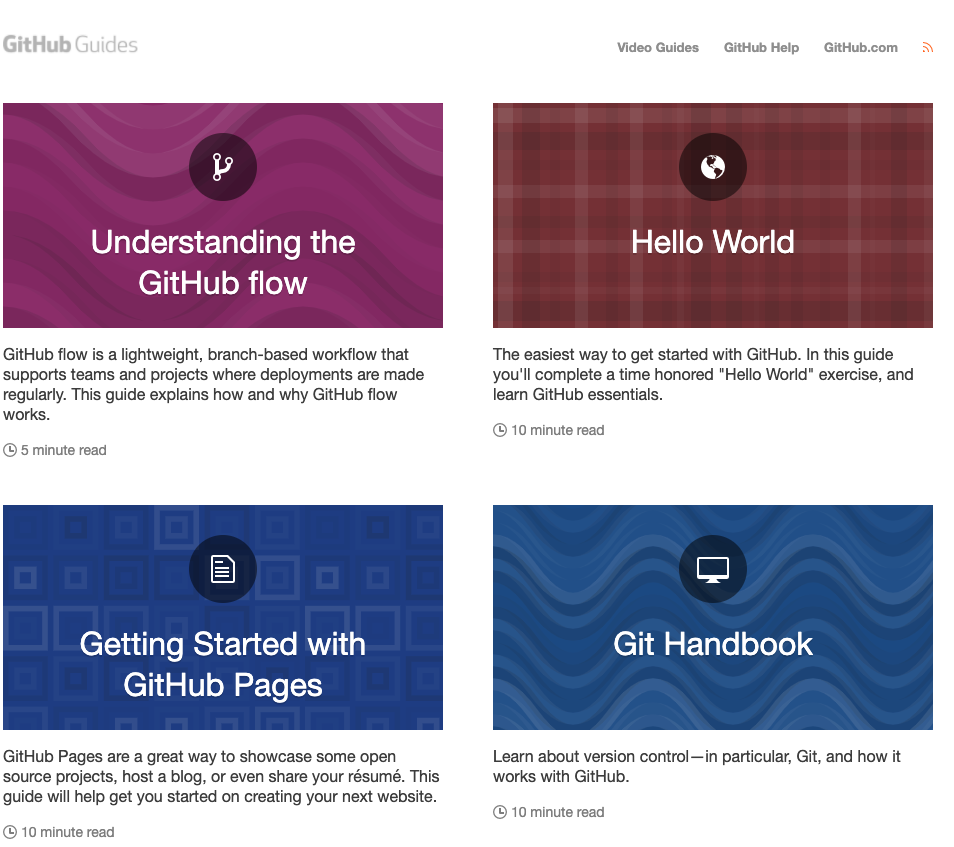 GitHub Guides
Video Guides GitHub Help GitHub.com
Understanding the
GitHub flow
GitHub flow is a lightweight, branch-based workflow that
supports teams and projects where deployments are made
regularly. This guide explains how and why GitHub flow
works.
5 minute read
Hello World
The easiest way to get started with GitHub. In this guide
you'll complete a time honored "Hello World" exercise, and
learn GitHub essentials.
10 minute read
Getting Started with
GitHub Pages
GitHub Pages are a great way to showcase some open
source projects, host a blog, or even share your résumé. This
guide will help get you started on creating your next website.
10 minute read
Git Handbook
Learn about version control—in particular, Git, and how it
works with GitHub.
10 minute read